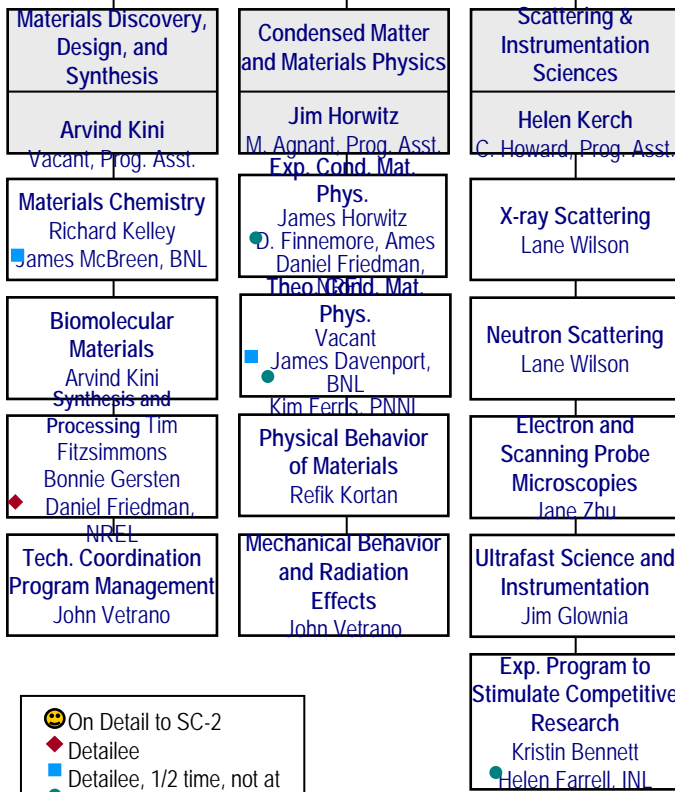 Materials Discovery,
Design, and
Synthesis
Arvind Kini
Vacant, Prog. Asst.
Materials Chemistry
Richard Kelley
James McBreen, BNL
Biomolecular
Materials
Arvind Kini
Synthesis and
Processing Tim
Fitzsimmons
Bonnie Gersten
Daniel Friedman,
NREL
Tech. Coordination
Program Management
John Vetrano
Condensed Matter
and Materials Physics
Jim Horwitz
M. Agnant, Prog. Asst.
Exp. Cond. Mat.
Phys.
James Horwitz
D. Finnemore, Ames
Daniel Friedman,
NREL
Theo. Cond. Mat.
Phys.
Vacant
James Davenport,
BNL
Kim Ferris, PNNL
Physical Behavior
of Materials
Refik Kortan
Mechanical Behavior
and Radiation
Effects
John Vetrano
Scattering &
Instrumentation
Sciences
Helen Kerch
C. Howard, Prog. Asst.
X-ray Scattering
Lane Wilson
Neutron Scattering
Lane Wilson
Electron and
Scanning Probe
Microscopies
Jane Zhu
Ultrafast Science and
Instrumentation
Jim Glownia
Exp. Program to
Stimulate Competitive
Research
Kristin Bennett
Helen Farrell, INL
On Detail to SC-2
Detailee
Detailee, 1/2 time, not at